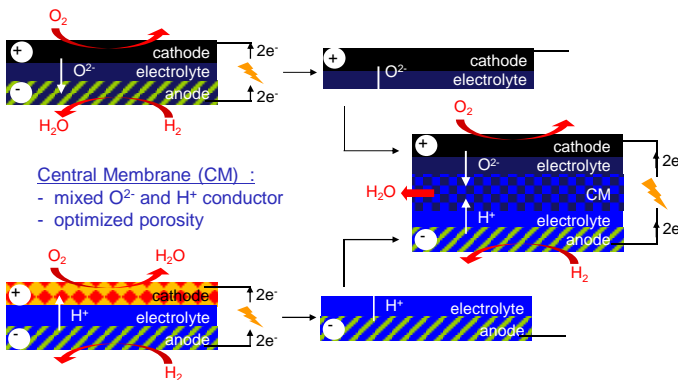 O2
+
cathode
2e-
electrolyte
O2-
-
anode
2e-
H2O
H2
+
cathode
O2-
electrolyte
Central Membrane (CM) :
- mixed O2- and H+ conductor
- optimized porosity
O2
+
cathode
2e-
O2-
electrolyte
H2O
CM
H+
electrolyte
2e-
-
anode
H2
O2
H2O
+
cathode
2e-
H+
electrolyte
-
anode
2e-
H2
H+
electrolyte
-
anode